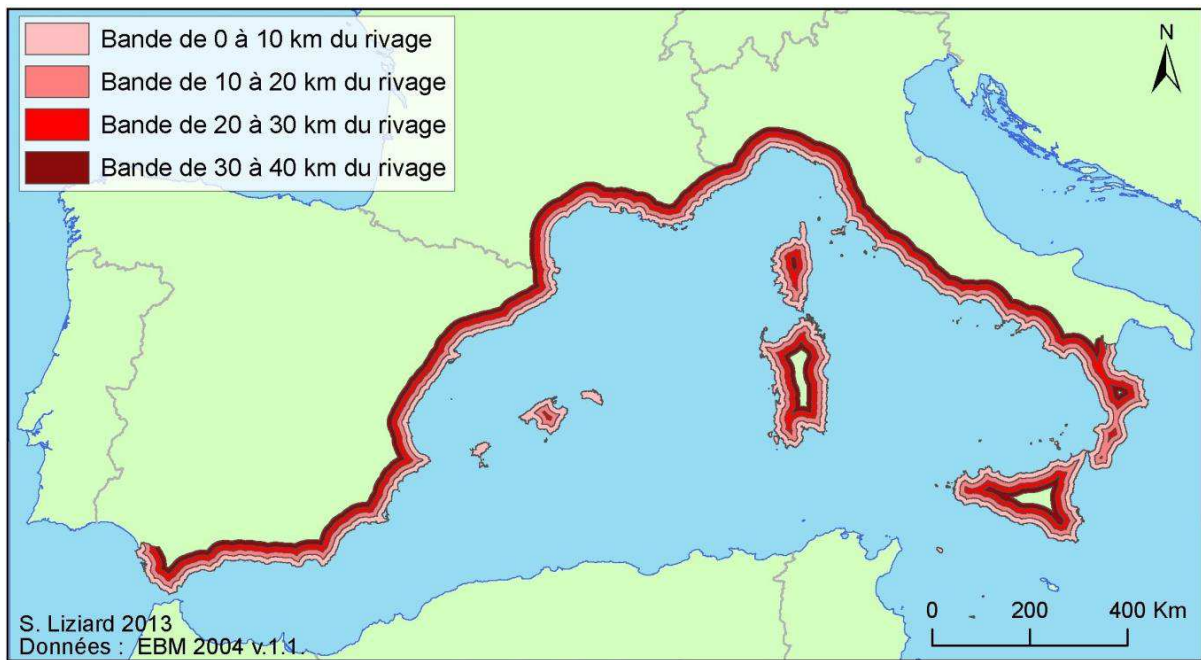 Bande de 0 à 10 km du rivage
Bande de 10 à 20 km du rivage
Bande de 20 à 30 km du rivage
Bande de 30 à 40 km du rivage
N
0 200 400 Km
S. Liziard 2013
Données : EBM 2004 v.1.1.